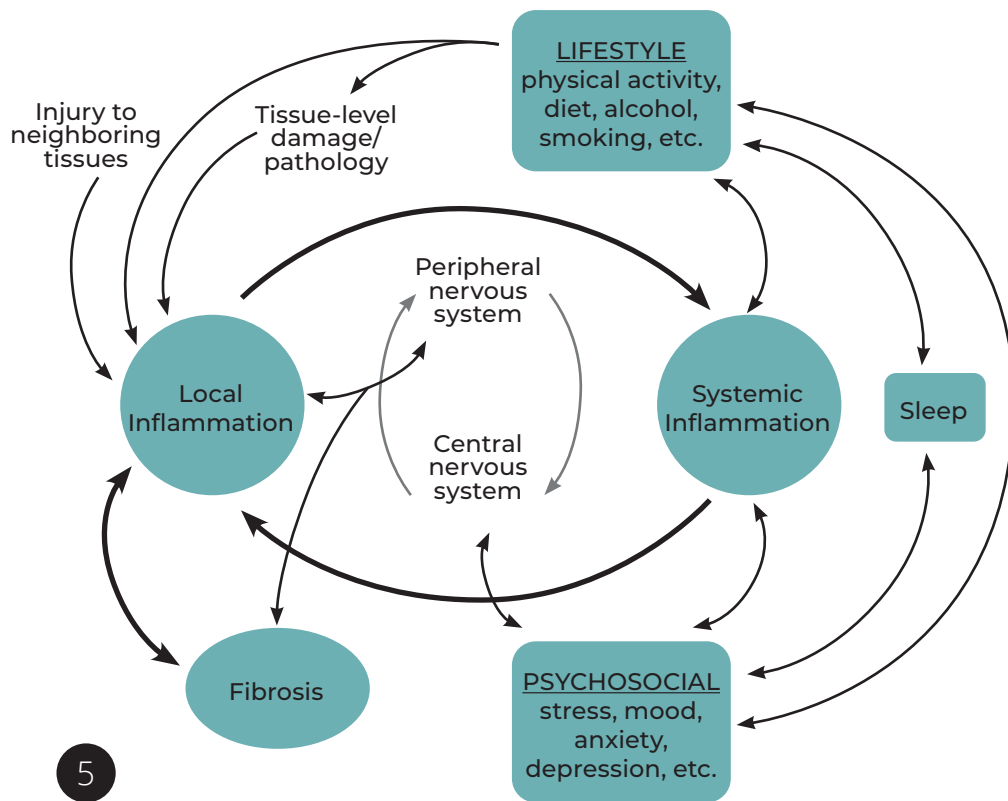 LIFESTYLE
physical activity,
diet, alcohol,
smoking, etc.
Injury to
neighboring
tissues
Tissue-level
damage/
pathology
Peripheral
nervous
system
Local
Inflammation
Systemic
Inflammation
Sleep
Central
nervous
system
Fibrosis
PSYCHOSOCIAL
stress, mood,
anxiety,
depression, etc.
5